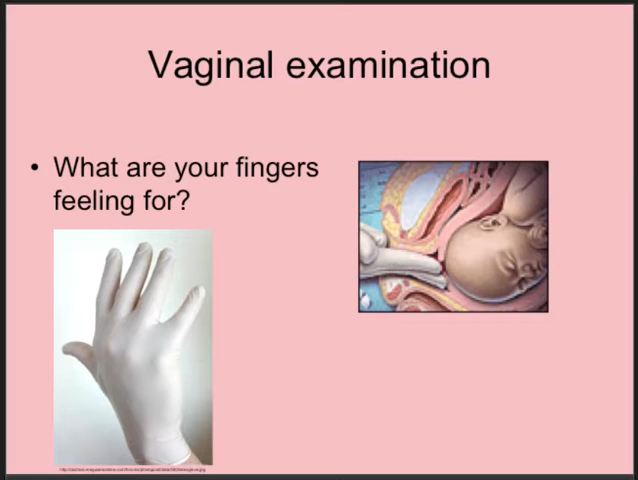 Vaginal examination
• What are your fingers
feeling for?